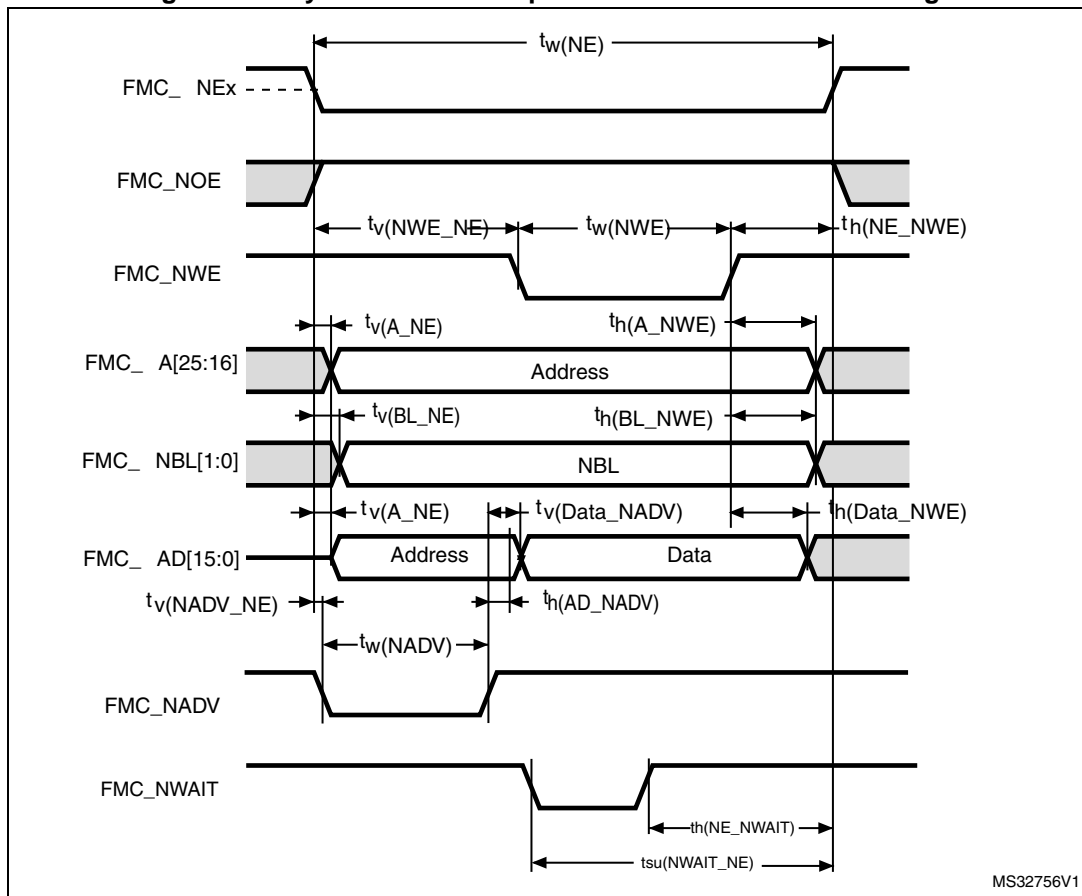 tw(NE)
FMC_ NEx
FMC_NOE
tv(NWE_NE)
tw(NWE)
th(NE_NWE)
FMC_NWE
tv(A_NE)
th(A_NWE)
FMC_ A[25:16]
Address
tv(BL_NE)
th(BL_NWE)
FMC_ NBL[1:0]
NBL
tv(A_NE)
tv(Data_NADV)
th(Data_NWE)
FMC_ AD[15:0]
Address
Data
tv(NADV_NE)
th(AD_NADV)
tw(NADV)
FMC_NADV
FMC_NWAIT
th(NE_NWAIT)
tsu(NWAIT_NE)
MS32756V1